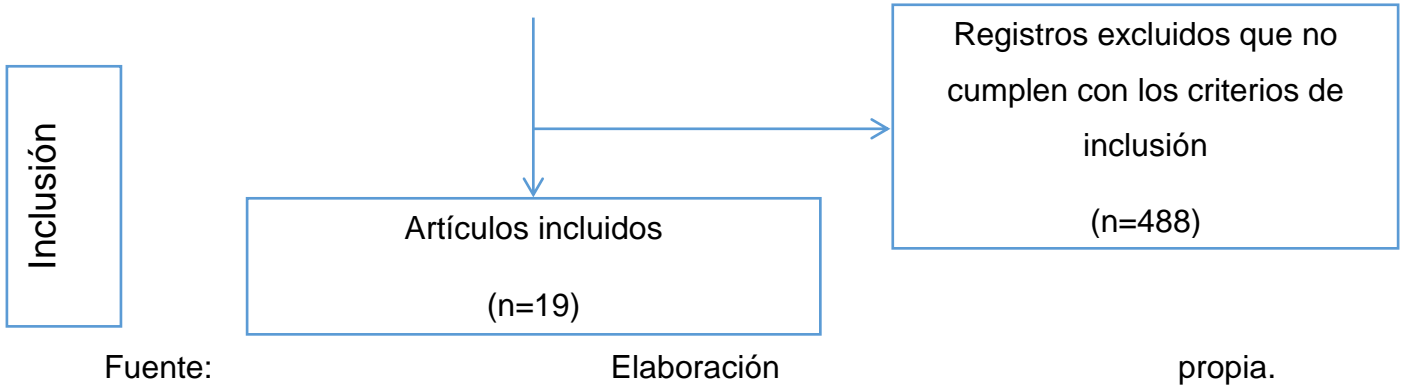 Registros excluidos que no
cumplen con los criterios de
inclusión
(n=488)
Inclusión
Artículos incluidos
(n=19)
Fuente: Elaboración propia.